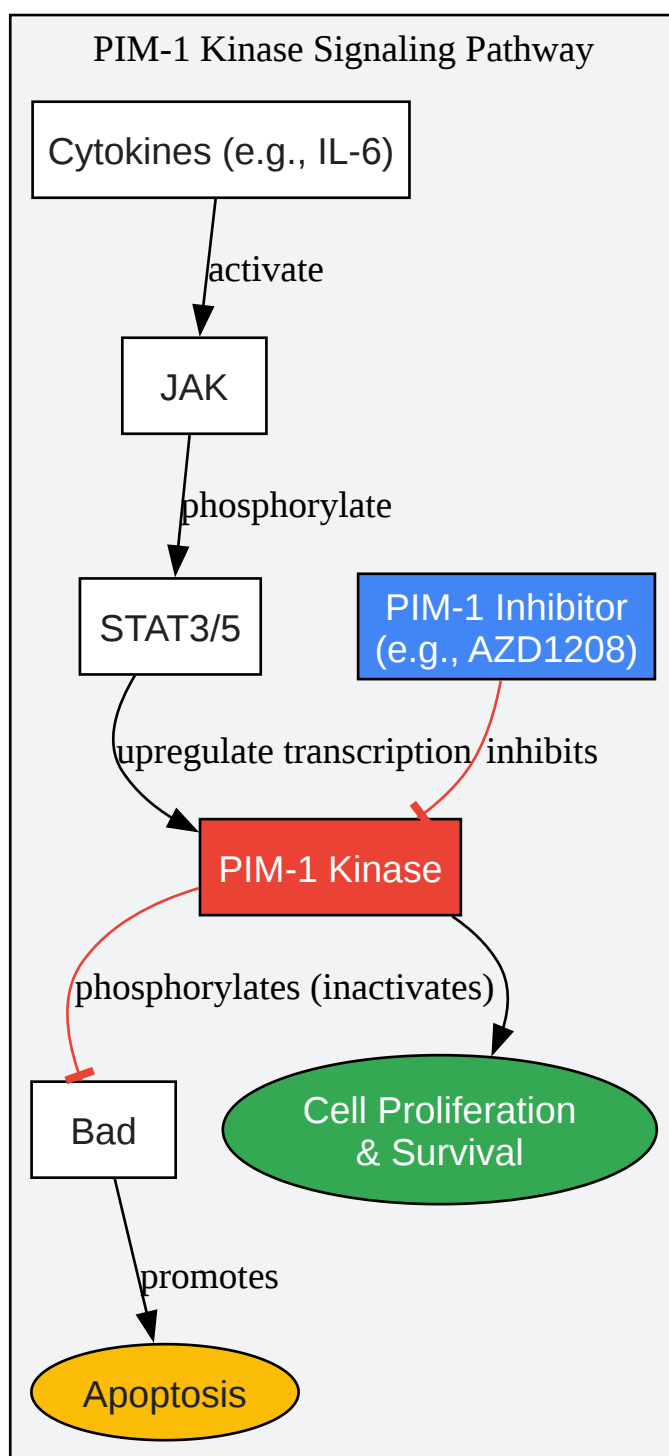 PIM-1 Kinase Signaling Pathway
Cytokines (e.g., IL-6)
activate
JAK
phosphorylate
STAT3/5
PIM-1 Inhibitor
(e.g., AZD1208)
upregulate transcription
inhibits
PIM-1 Kinase
phosphorylates (inactivates)
Bad
Cell Proliferation
& Survival
promotes
Apoptosis